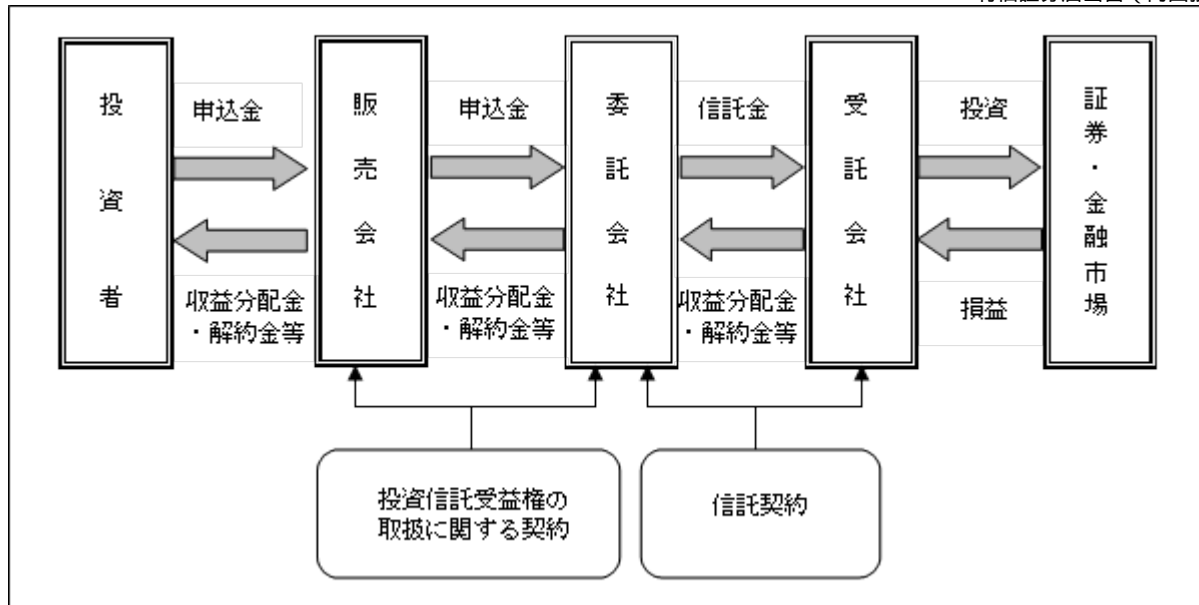 投資者
申込金
収益分配金
・解約金等
販売会社
申込金
収益分配金
・解約金等
委託会社
信託金
収益分配金
・解約金等
受託会社
投資
損益
証券・金融市場
投資信託受益権の
取扱に関する契約
信託契約